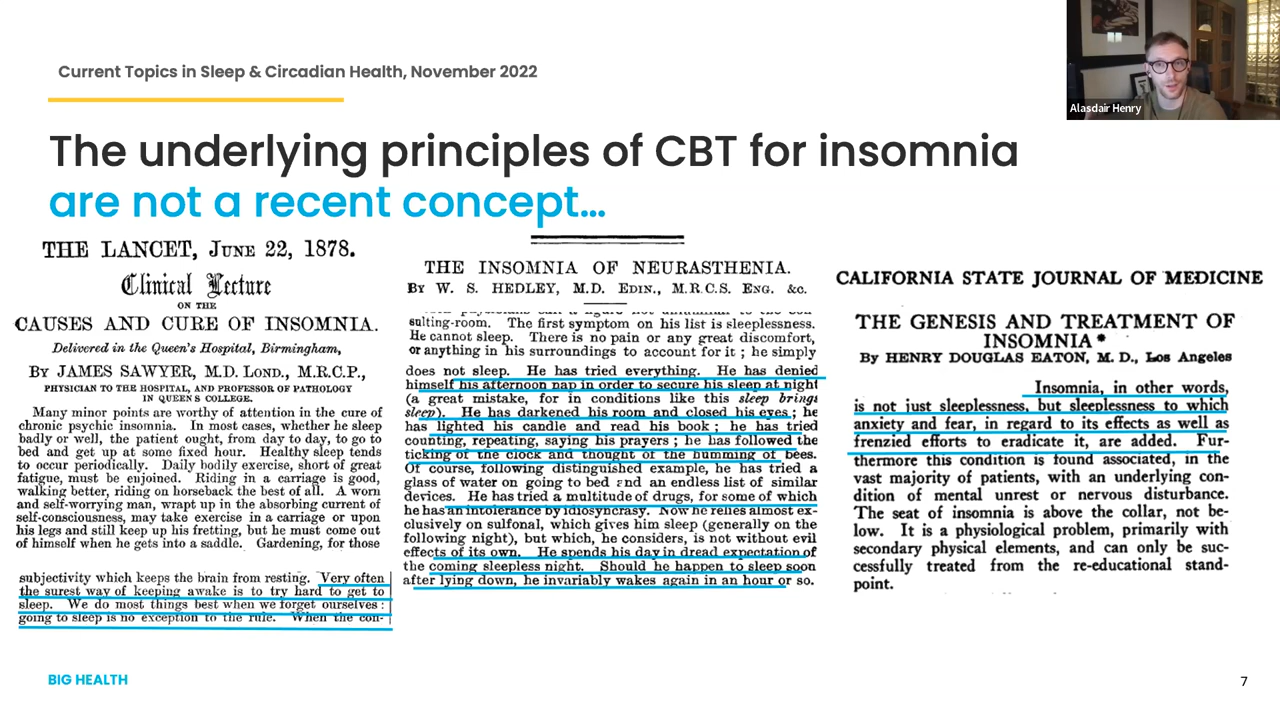 Current Topics in Sleep & Circadian Health, November 2022
Alasdair Henry
The underlying principles of CBT for insomnia
are not a recent concept...
THE LANCET, JUNE 22, 1878.
Clinical Lecture
ON THE
CAUSES AND CURE OF INSOMNIA.
Delivered in the Queen's Hospital, Birmingham,
BY JAMES SAWYER, M.D. LOND., M.R.C.P.,
PHYSICIAN TO THE HOSPITAL, AND PROFESSOR OF PATHOLOGY
IN QUEEN'S COLLEGE.
Many minor points are worthy of attention in the cure of
chronic psychic insomnia. In most cases, whether he sleep
badly or well, the patient ought, from day to day, to go to
bed and get up at some fixed hour. Healthy sleep tends
to occur periodically. Daily bodily exercise, short of great
fatigue, must be enjoined. Riding in a carriage is good,
walking better, riding on horseback the best of all. A worn
and self-worrying man, wrapt up in the absorbing current of
self-consciousness, may take exercise in a carriage or upon
his legs and still keep up his fretting, but he must come out
of himself when he gets into a saddle. Gardening, for those
subjectivity which keeps the brain from resting. Very often
the surest way of keeping awake is to try hard to get to
sleep. We do most things best when we forget ourselves:
going to sleep is no exception to the rule. When the con-
THE INSOMNIA OF NEURASTHENIA.
BY W. S. HEDLEY, M.D. EDIN., M.R.C.S. ENG. &c.
sulting-room. The first symptom on his list is sleeplessness.
He cannot sleep. There is no pain or any great discomfort,
or anything in his surroundings to account for it; he simply
does not sleep. He has tried everything. He has denied
himself his afternoon nap in order to secure his sleep at night
(a great mistake, for in conditions like this sleep brings
sleep). He has darkened his room and closed his eyes; he
has lighted his candle and read his book; he has tried
counting, repeating, saying his prayers; he has followed the
ticking of the clock and thought of the humming of bees.
Of course, following distinguished example, he has tried a
glass of water on going to bed and an endless list of similar
devices. He has tried a multitude of drugs, for some of which
he has an intolerance by idiosyncrasy. Now he relies almost ex-
clusively on sulfonal, which gives him sleep (generally on the
following night), but which, he considers, is not without evil
effects of its own. He spends his day in dread expectation of
the coming sleepless night. Should he happen to sleep soon
after lying down, he invariably wakes again in an hour or so.
CALIFORNIA STATE JOURNAL OF MEDICINE
THE GENESIS AND TREATMENT OF
INSOMNIA*
By HENRY DOUGLAS EATON, M. D., Los Angeles
Insomnia, in other words,
is not just sleeplessness, but sleeplessness to which
anxiety and fear, in regard to its effects as well as
frenzied efforts to eradicate it, are added. Fur-
thermore this condition is found associated, in the
vast majority of patients, with an underlying con-
dition of mental unrest or nervous disturbance.
The seat of insomnia is above the collar, not be-
low. It is a physiological problem, primarily with
secondary physical elements, and can only be suc-
cessfully treated from the re-educational stand-
point.
BIG HEALTH
7